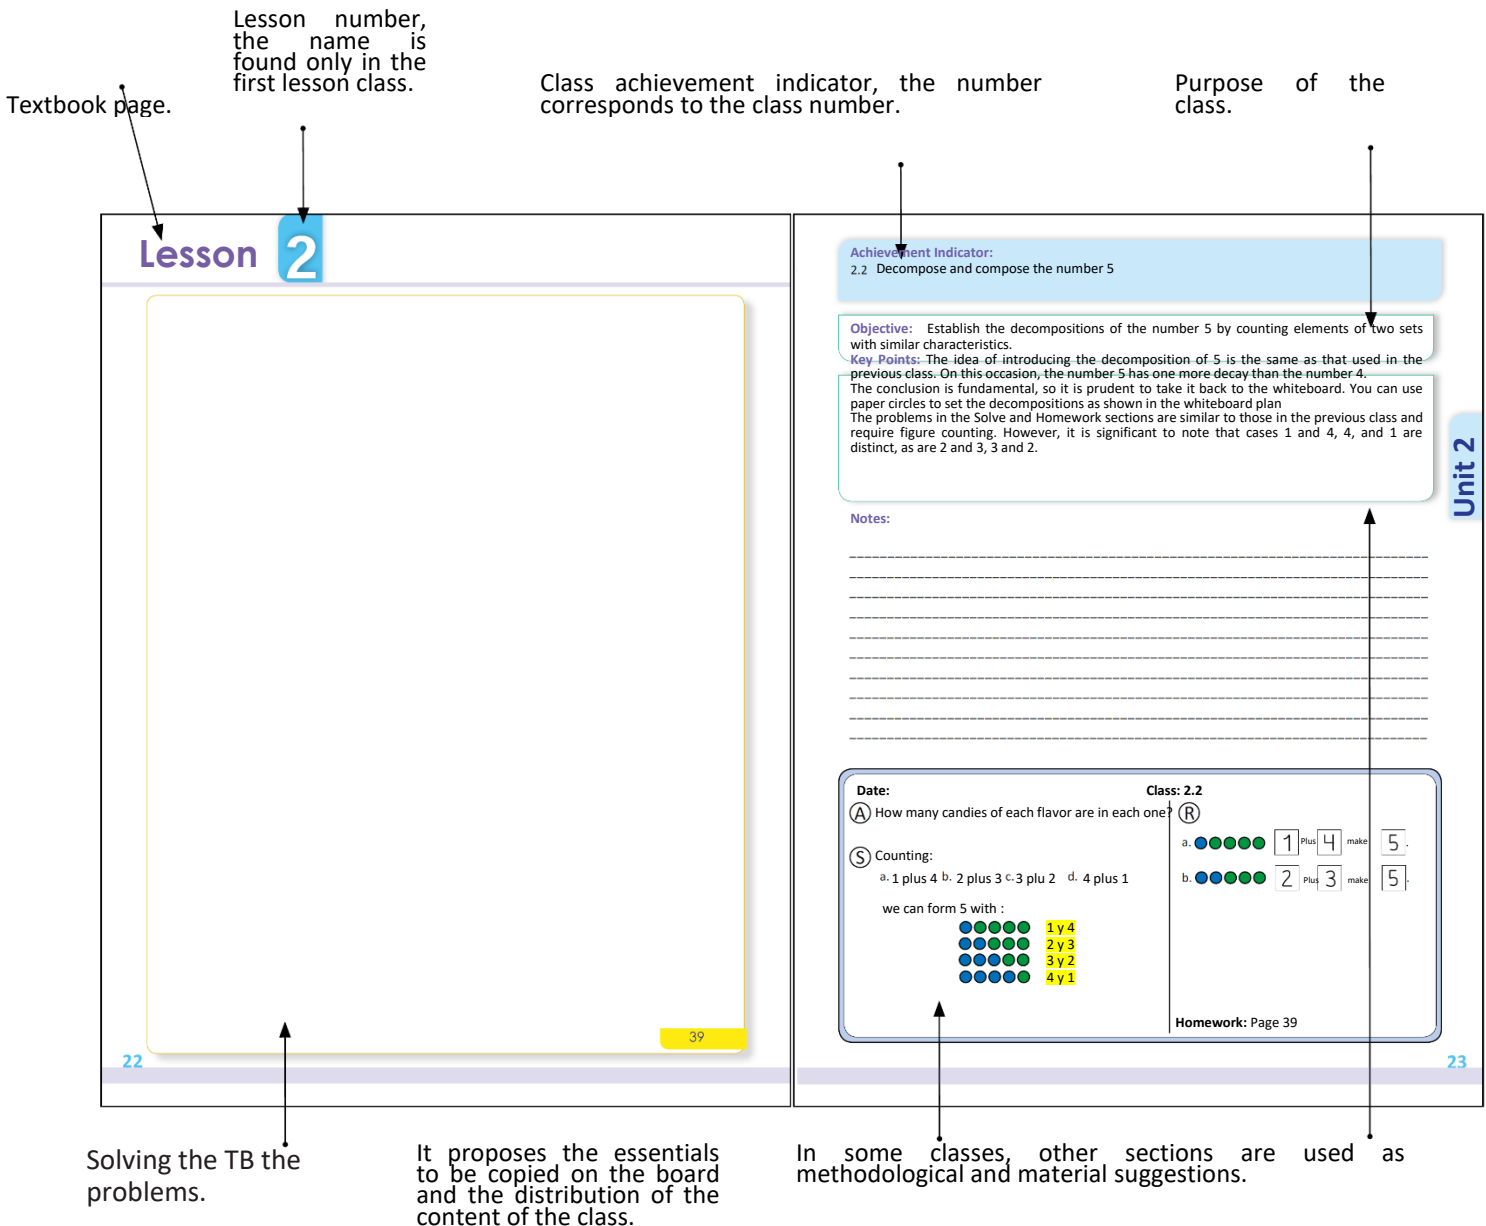 Lesson number,
the name is
found only in the
first lesson class.
Textbook page.
Class achievement indicator, the number
corresponds to the class number.
Purpose of the
class.
Lesson 2
39
22
Achievement Indicator:
2.2 Decompose and compose the number 5
Objective: Establish the decompositions of the number 5 by counting elements of two sets
with similar characteristics.
Key Points: The idea of introducing the decomposition of 5 is the same as that used in the
previous class. On this occasion, the number 5 has one more decay than the number 4.
The conclusion is fundamental, so it is prudent to take it back to the whiteboard. You can use
paper circles to set the decompositions as shown in the whiteboard plan
The problems in the Solve and Homework sections are similar to those in the previous class and
require figure counting. However, it is significant to note that cases 1 and 4, 4, and 1 are
distinct, as are 2 and 3, 3 and 2.
Unit 2
Notes:
Date:
Class: 2.2
A How many candies of each flavor are in each one?
S Counting:
a. 1 plus 4 b. 2 plus 3 c. 3 plu 2 d. 4 plus 1
we can form 5 with :
1 y 4
2 y 3
3 y 2
4 y 1
R
a. 1 Plus 4 make 5.
b. 2 Plus 3 make 5.
Homework: Page 39
23
Solving the TB the
problems.
It proposes the essentials
to be copied on the board
and the distribution of the
content of the class.
In some classes, other sections are used as
methodological and material suggestions.